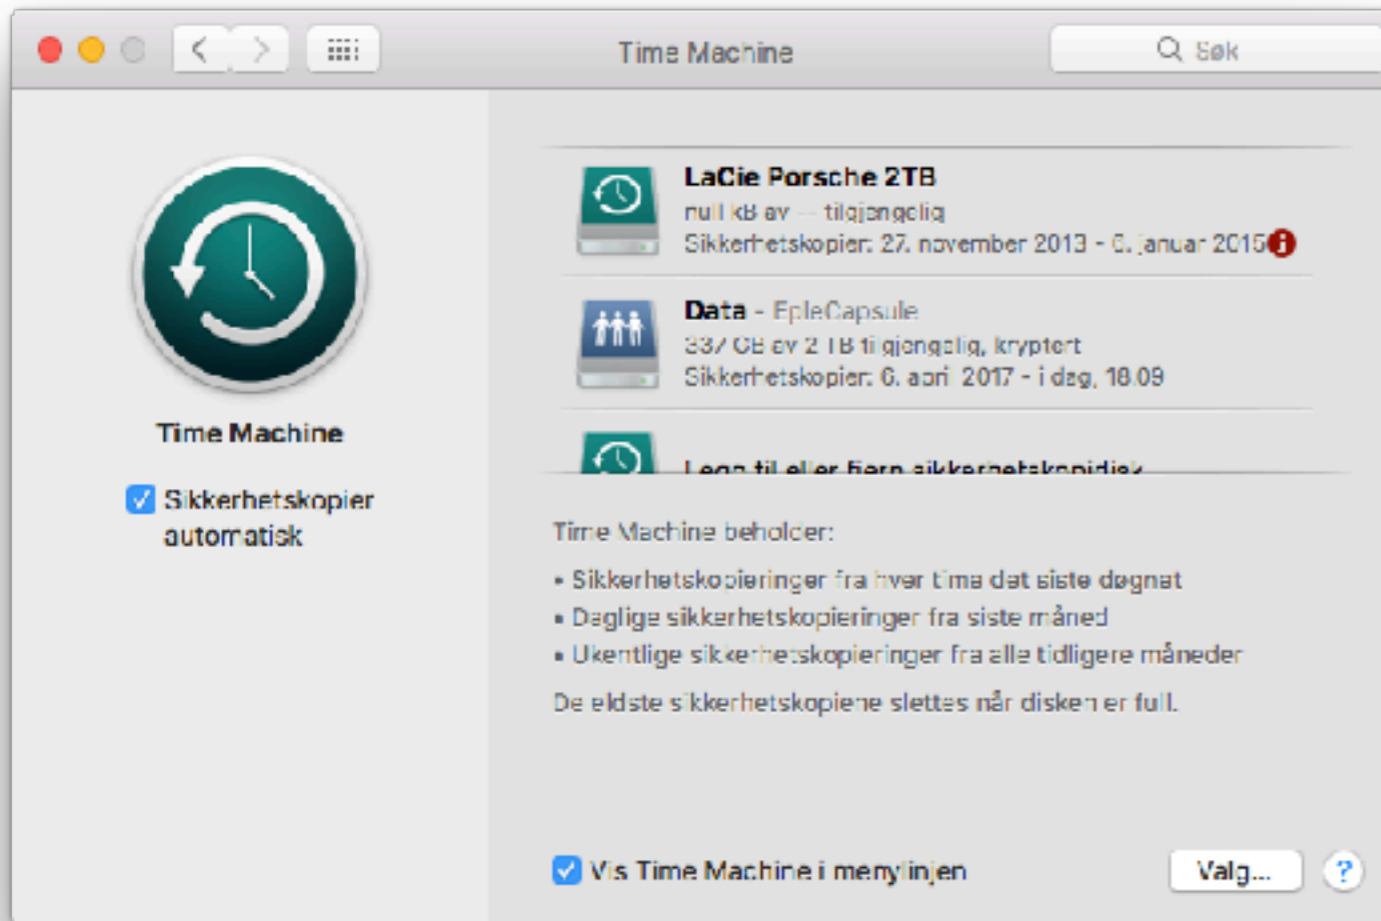 Time Machine
Søk
LaCie Porsche 2TB
null kB av -- tilgjengelig
Sikkerhetskopier: 27. november 2013 - 6. januar 2015
Data - EpleCapsule
337 GB av 2 TB tilgjengelig, kryptert
Sikkerhetskopier: 6. april 2017 - i dag, 18.09
Time Machine
Legg til eller fjern sikkerhetskopidisk
Sikkerhetskopier
automatisk
Time Machine beholder:
• Sikkerhetskopieringer fra hver time det siste døgnet
• Daglige sikkerhetskopieringer fra siste måned
• Ukentlige sikkerhetskopieringer fra alle tidligere måneder
De eldste sikkerhetskopiene slettes når disken er full.
Vis Time Machine i menylinjen
Valg...
?